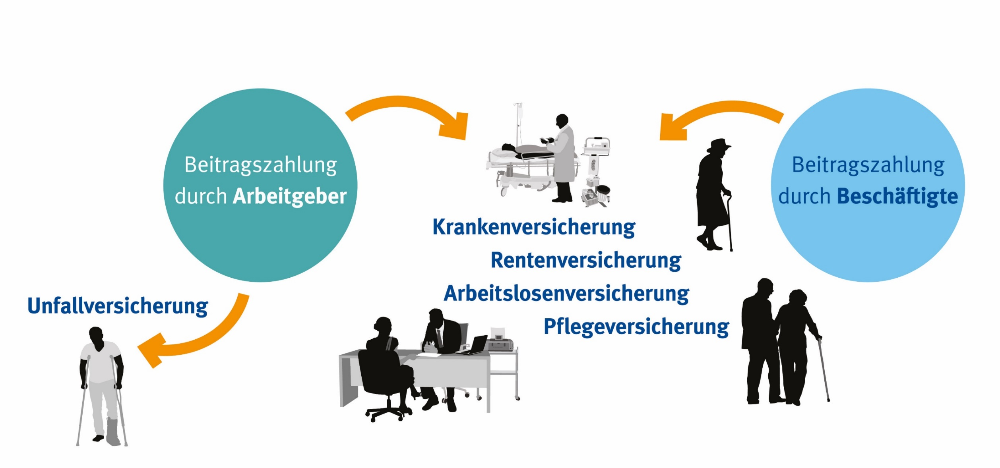 Beitragszahlung
durch Arbeitgeber
Unfallversicherung
Krankenversicherung
Rentenversicherung
Arbeitslosenversicherung
Pflegeversicherung
Beitragszahlung
durch Beschäftigte